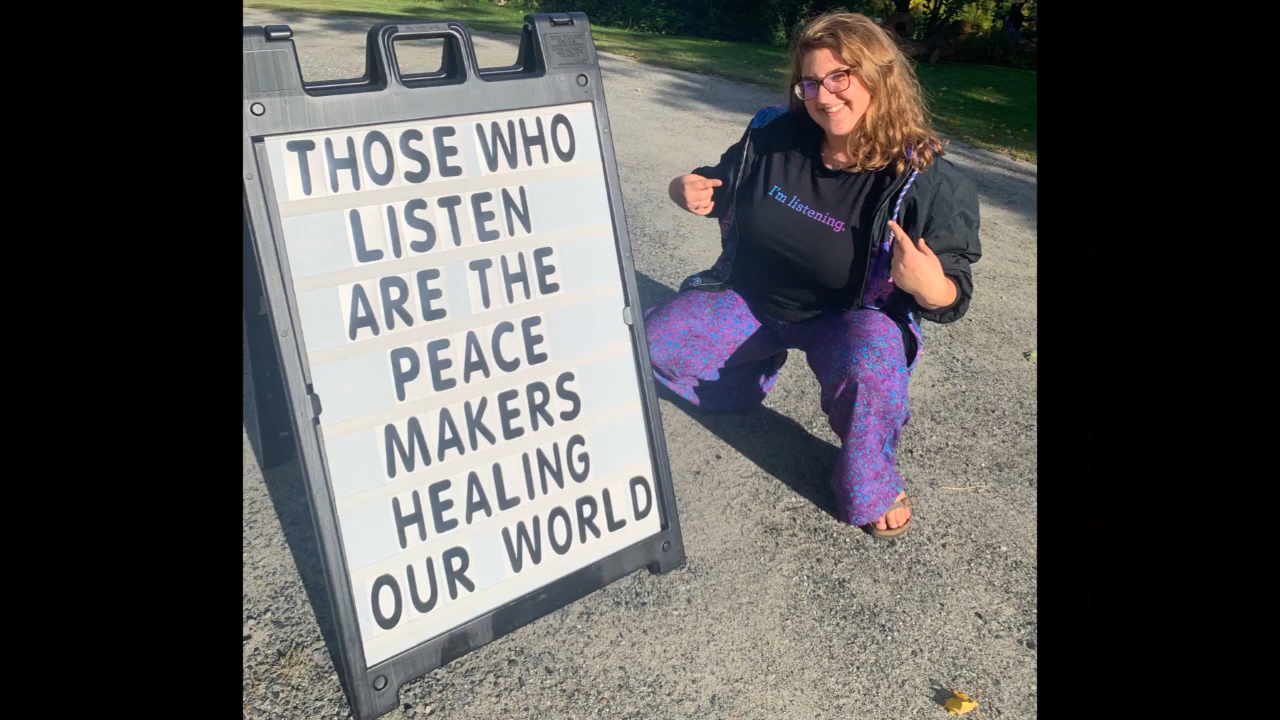 THOSE WHO
LISTEN
ARE THE
PEACE
MAKERS
HEALING
OUR WORLD
I'm listening.